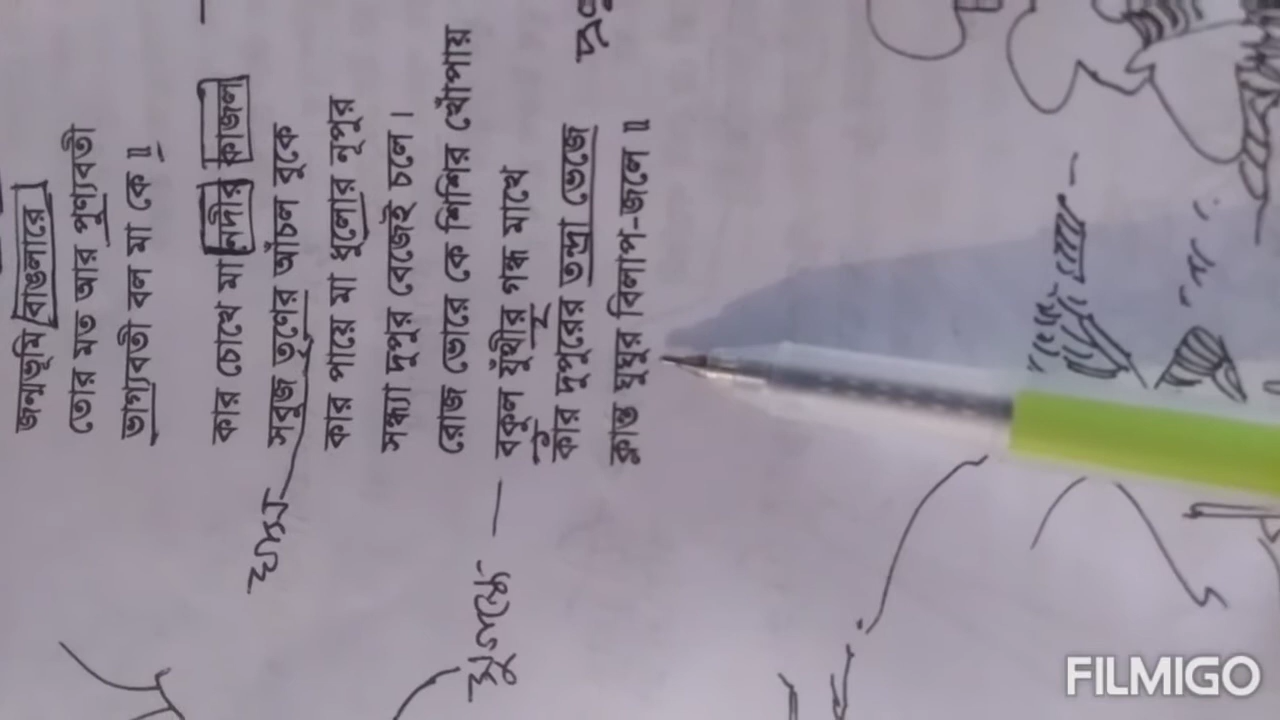 জন্মভূমি বাঙলারে
তোর মত আর পুণ্যবতী
ভাগ্যবতী বল মা কে ॥
কার চোখে মা নদীর কাজল
সবুজ তৃণের আঁচল বুকে
ঘাস
কার পায়ে মা ধুলোর নূপুর
সন্ধ্যা দুপুর বেজেই চলে।
রোজ ভোরে কে শিশির খোঁপায়
বকুল যুঁথীর গন্ধ মাখে
কার দুপুরের তন্দ্রা ভেজে
ক্লান্ত ঘুঘুর বিলাপ-জলে ॥
FILMIGO